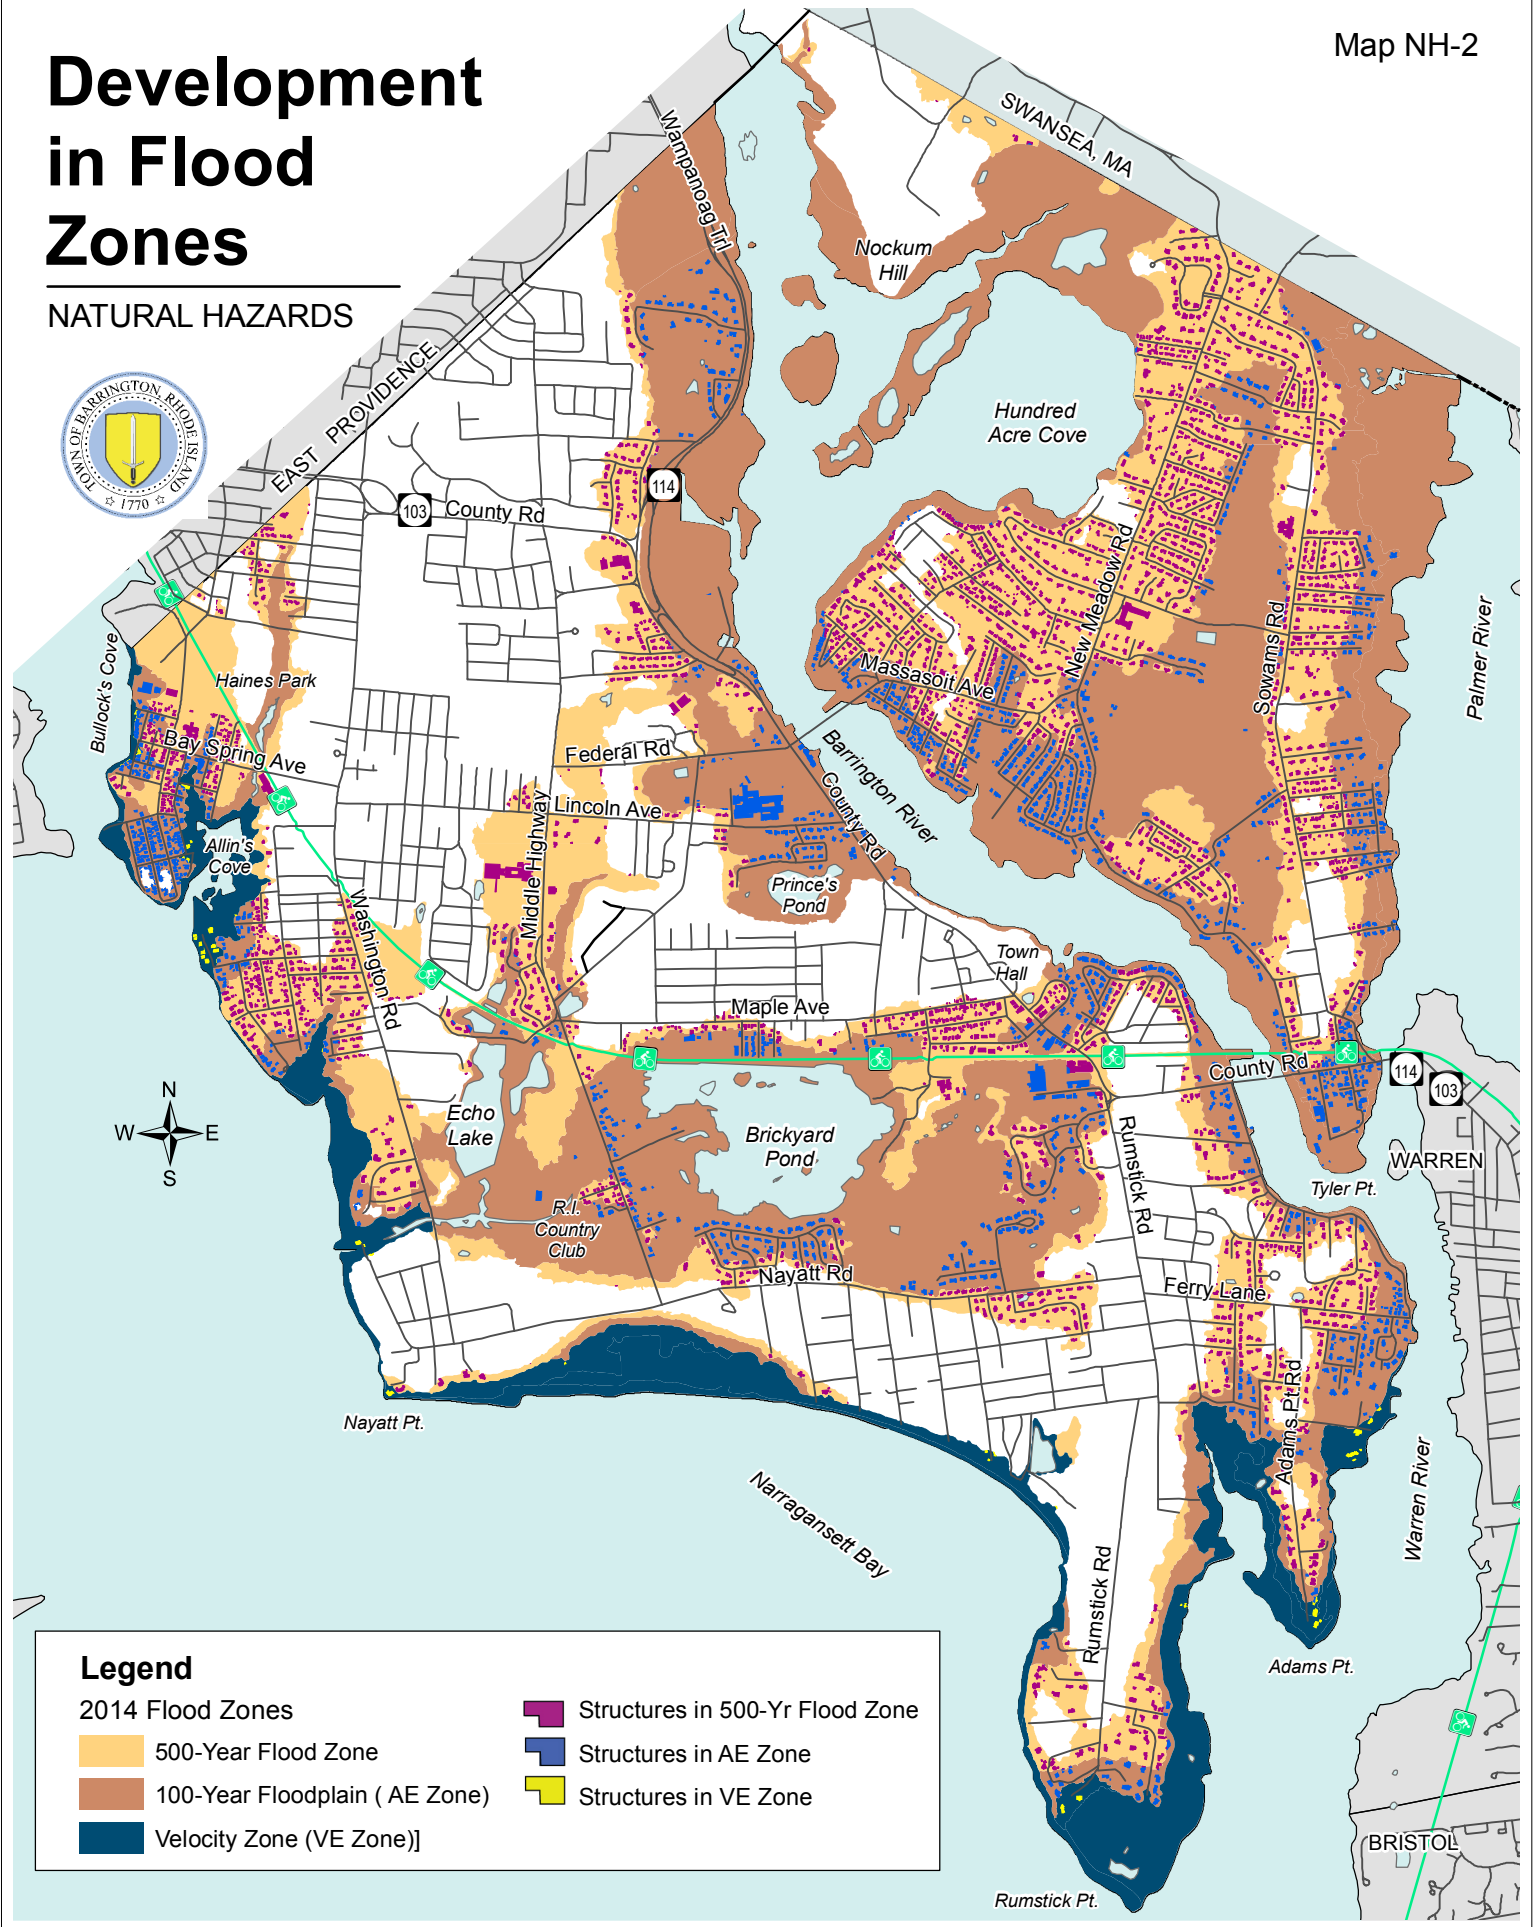 Map NH-2
Development
in Flood
Zones
NATURAL HAZARDS
TOWN OF BARRINGTON, RHODE ISLAND
1770
SWANSEA, MA
Wampanoag Trl
Nockum
Hill
EAST PROVIDENCE
Hundred
Acre Cove
114
103
County Rd
New Meadow Rd
Sowams Rd
Palmer River
Bullock's Cove
Haines Park
Massasoit Ave
Bay Spring Ave
Federal Rd
Barrington River
County Rd
Lincoln Ave
Middle Highway
Allin's
Cove
Prince's
Pond
Washington Rd
Town
Hall
Maple Ave
County Rd
114
103
Echo
Lake
Brickyard
Pond
Rumstick Rd
WARREN
Tyler Pt.
N
W
E
S
R.I.
Country
Club
Nayatt Rd
Ferry Lane
Adams Pt Rd
Nayatt Pt.
Narragansett Bay
Warren River
Rumstick Rd
Adams Pt.
BRISTOL
Rumstick Pt.
Legend
2014 Flood Zones
500-Year Flood Zone
100-Year Floodplain ( AE Zone)
Velocity Zone (VE Zone)]
Structures in 500-Yr Flood Zone
Structures in AE Zone
Structures in VE Zone